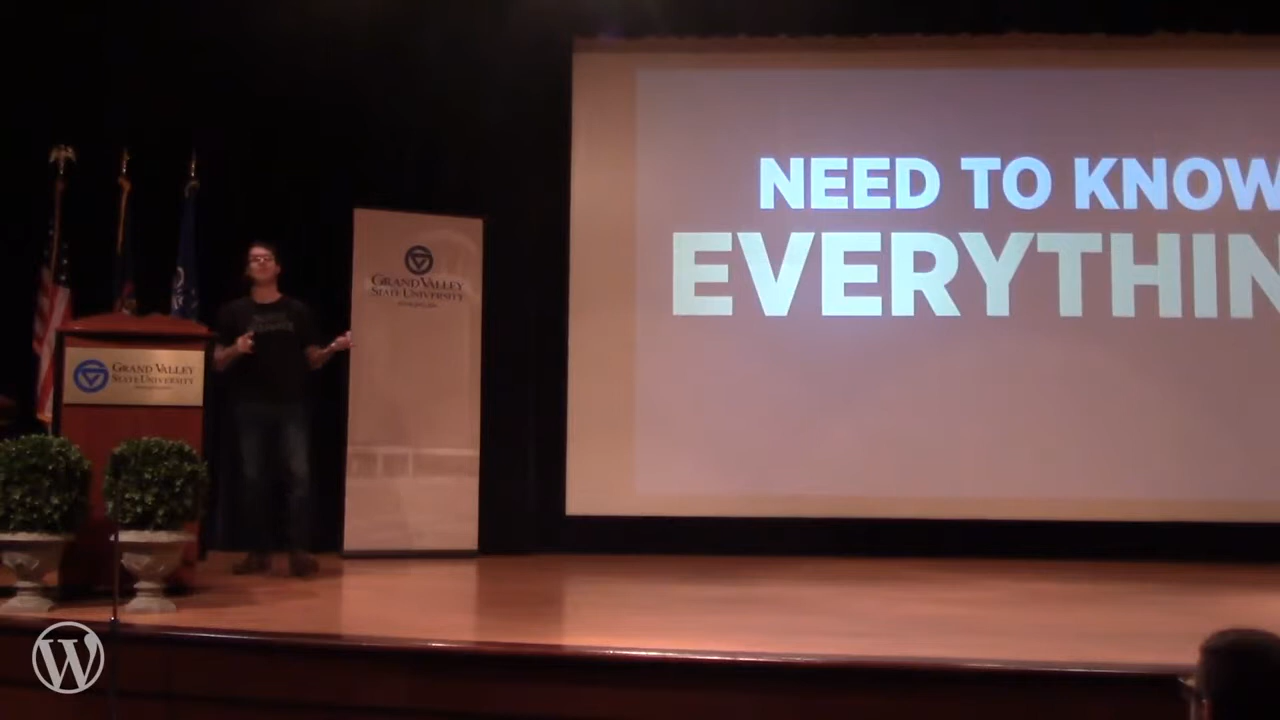 NEED TO KNOW
EVERYTHIN
GRAND VALLEY
STATE UNIVERSITY
GRAND VALLEY
STATE UNIVERSITY
W